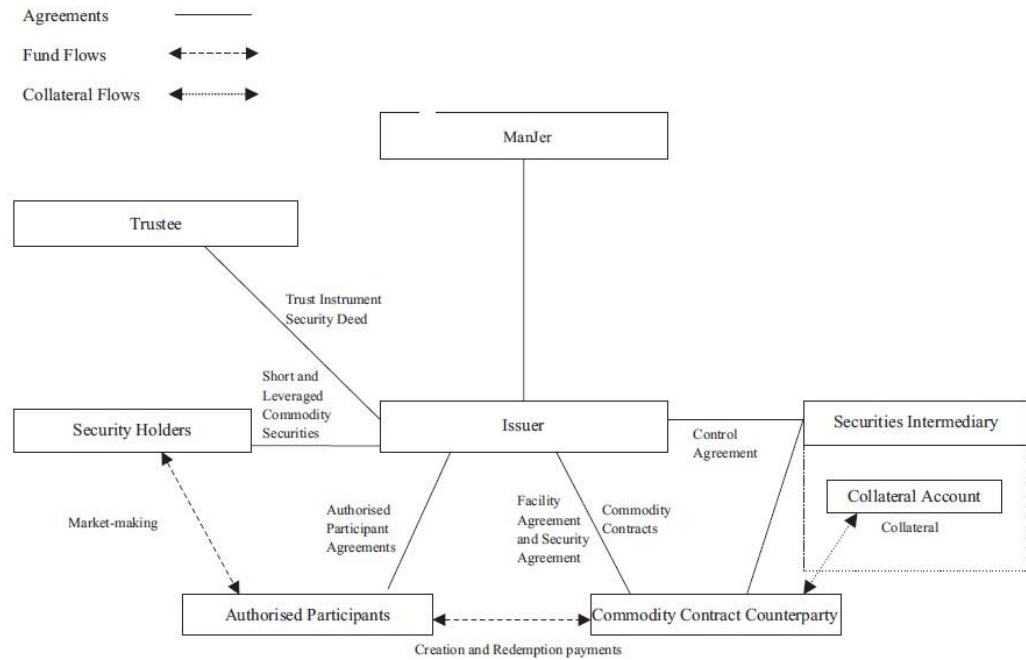 Agreements
Fund Flows
Collateral Flows
ManJer
Trustee
Trust Instrument
Security Deed
Short and
Leveraged
Commodity
Securities
Security Holders
Issuer
Securities Intermediary
Control
Agreement
Collateral Account
Collateral
Market-making
Authorised
Participant
Agreements
Facility
Agreement
and Security
Agreement
Commodity
Contracts
Authorised Participants
Commodity Contract Counterparty
Creation and Redemption payments